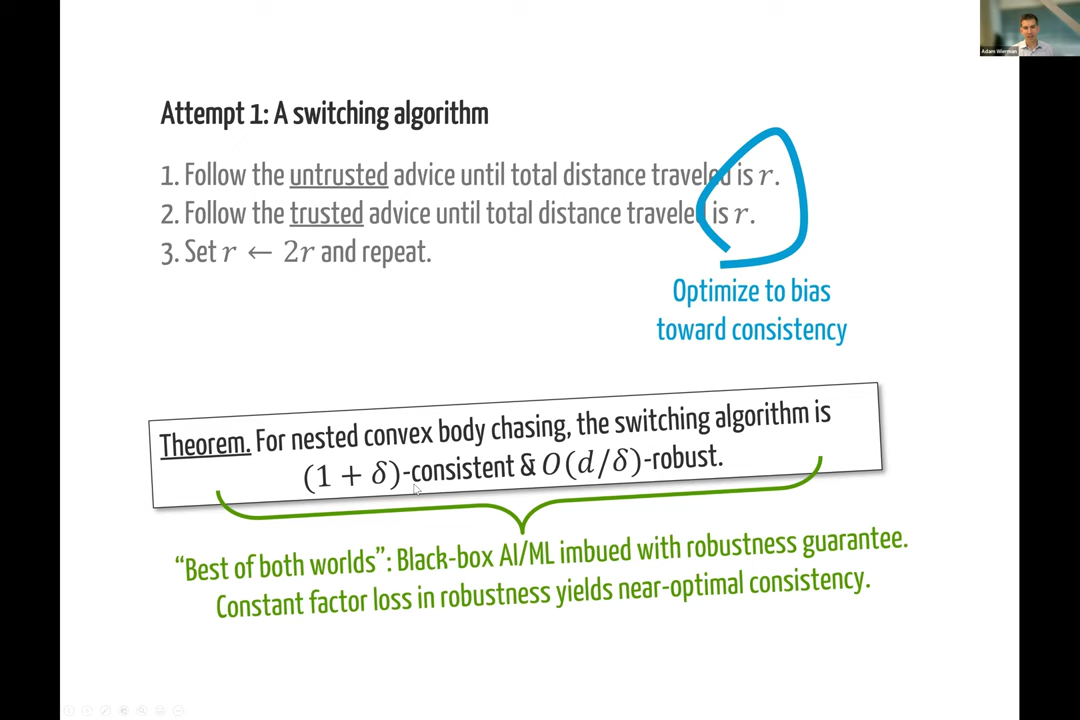 Adam Wierman
Attempt 1: A switching algorithm
1. Follow the untrusted advice until total distance traveled is r.
2. Follow the trusted advice until total distance traveled is r.
3. Set r ← 2r and repeat.
Optimize to bias
toward consistency
Theorem. For nested convex body chasing, the switching algorithm is
(1 + δ)-consistent & O(d/δ)-robust.
“Best of both worlds”: Black-box AI/ML imbued with robustness guarantee.
Constant factor loss in robustness yields near-optimal consistency.